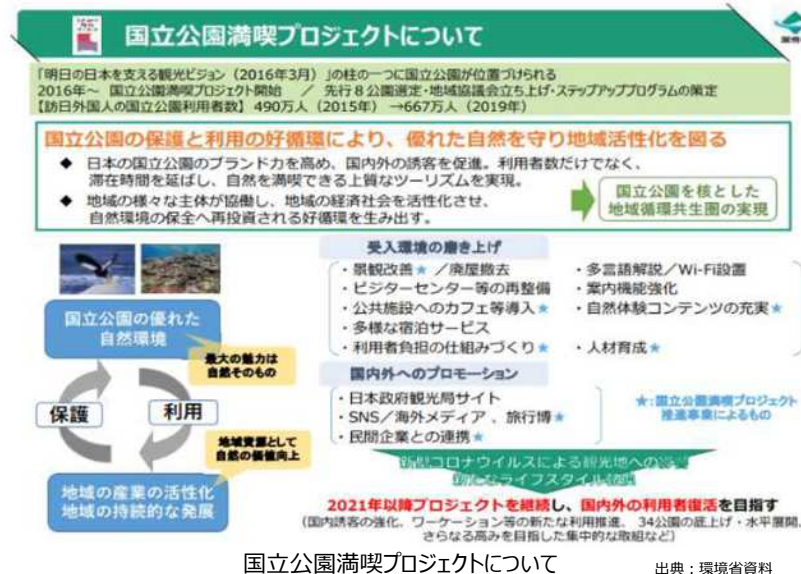 国立公園満喫プロジェクトについて
「明日の日本を支える観光ビジョン（2016年3月）」の柱の一つに国立公園が位置づけられる
2016年～ 国立公園満喫プロジェクト開始 ／ 先行８公園選定・地域協議会立ち上げ・ステップアッププログラムの策定
【訪日外国人の国立公園利用者数】490万人（2015年）→667万人（2019年）
国立公園の保護と利用の好循環により、優れた自然を守り地域活性化を図る
◆ 日本の国立公園のブランド力を高め、国内外の誘客を促進。利用者数だけでなく、
滞在時間を延ばし、自然を満喫できる上質なツーリズムを実現。
◆ 地域の様々な主体が協働し、地域の経済社会を活性化させ、
自然環境の保全へ再投資される好循環を生み出す。
国立公園を核とした
地域循環共生圏の実現
国立公園の優れた
自然環境
最大の魅力は
自然そのもの
保護
利用
地域資源として
自然の価値向上
地域の産業の活性化
地域の持続的な発展
受入環境の磨き上げ
・景観改善★ ／廃屋撤去
・ビジターセンター等の再整備
・公共施設へのカフェ等導入★
・多様な宿泊サービス
・利用者負担の仕組みづくり★
・多言語解説／Wi-Fi設置
・案内機能強化
・自然体験コンテンツの充実★
・人材育成★
国内外へのプロモーション
・日本政府観光局サイト
・SNS／海外メディア、旅行博★
・民間企業との連携★
★：国立公園満喫プロジェクト
推進事業によるもの
新型コロナウイルスによる観光地への
ライフスタイル
2021年以降プロジェクトを継続し、国内外の利用者復活を目指す
（国内誘客の強化、ワーケーション等の新たな利用推進、34公園の底上げ・水平展開、
さらなる高みを目指した集中的な取組など）
国立公園満喫プロジェクトについて
出典：環境省資料